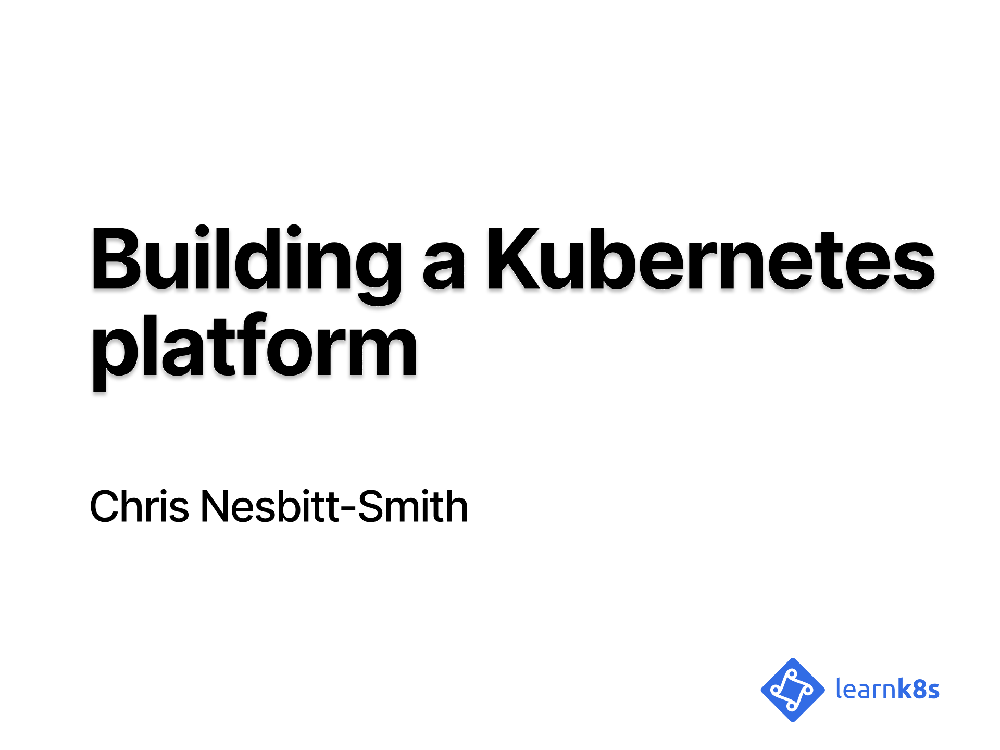 Building a Kubernetes
platform
Chris Nesbitt-Smith
learnk8s